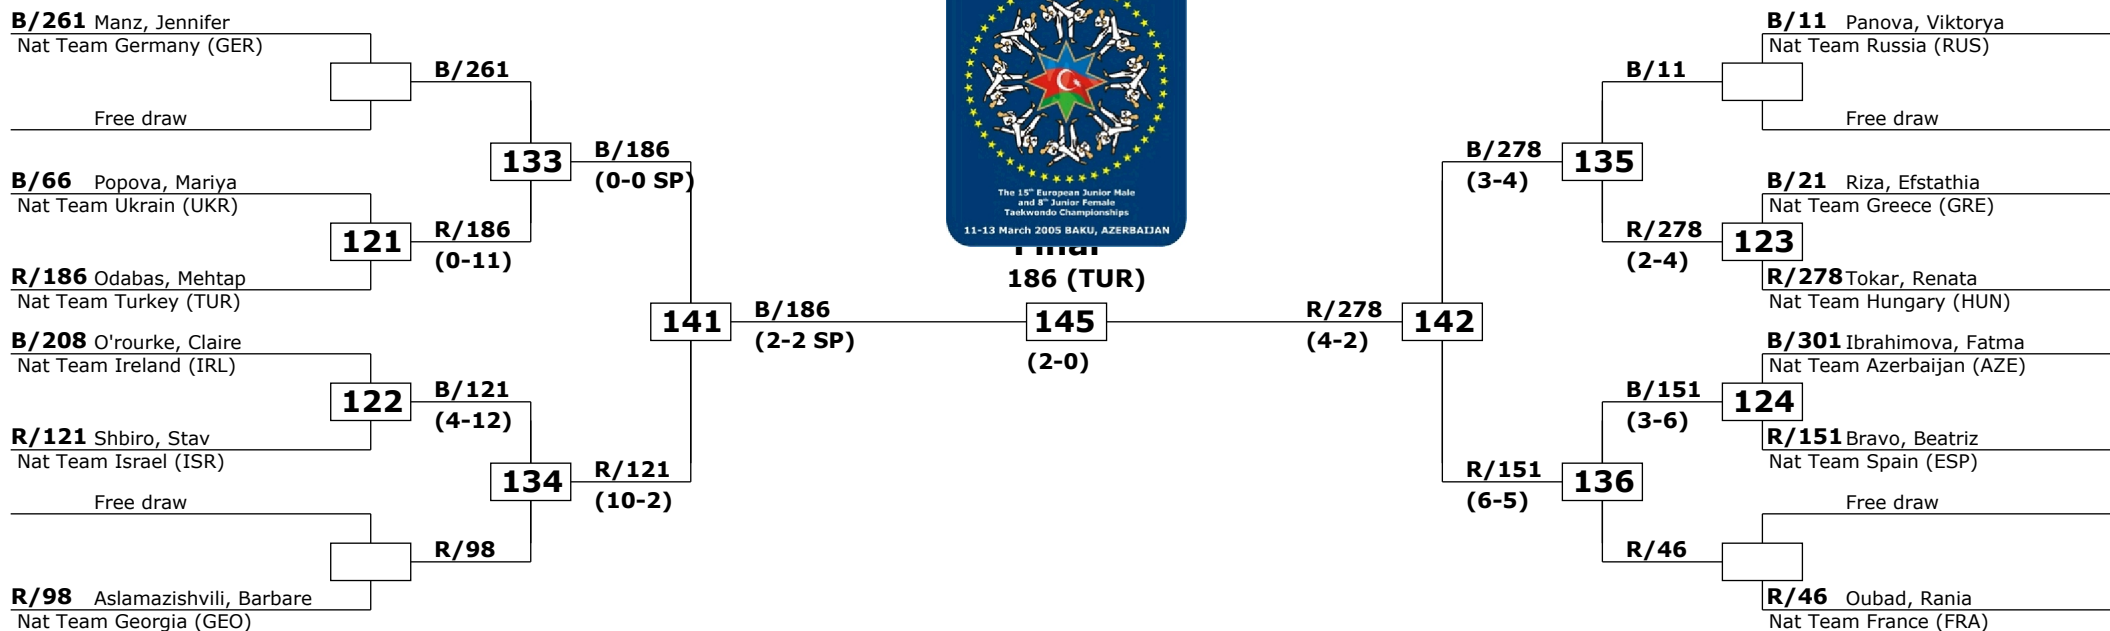 B/261 Manz, Jennifer
Nat Team Germany (GER)
B/261
Free draw
133
B/186
(0-0 SP)
B/66 Popova, Mariya
Nat Team Ukrain (UKR)
121
R/186
(0-11)
R/186 Odabas, Mehtap
Nat Team Turkey (TUR)
141
B/186
(2-2 SP)
B/208 O'rourke, Claire
Nat Team Ireland (IRL)
122
B/121
(4-12)
R/121 Shbiro, Stav
Nat Team Israel (ISR)
134
R/121
(10-2)
Free draw
R/98
R/98 Aslamazishvili, Barbare
Nat Team Georgia (GEO)
The 15th European Junior Male
and 8th Junior Female
Taekwondo Championships
11-13 March 2005 BAKU, AZERBAIJAN
Final
186 (TUR)
145
(2-0)
B/11 Panova, Viktorya
Nat Team Russia (RUS)
B/11
Free draw
B/278
(3-4)
135
B/21 Riza, Efstathia
Nat Team Greece (GRE)
R/278
(2-4)
123
R/278 Tokar, Renata
Nat Team Hungary (HUN)
R/278
(4-2)
142
B/301 Ibrahimova, Fatma
Nat Team Azerbaijan (AZE)
B/151
(3-6)
124
R/151 Bravo, Beatriz
Nat Team Spain (ESP)
R/151
(6-5)
136
Free draw
R/46
R/46 Oubad, Rania
Nat Team France (FRA)